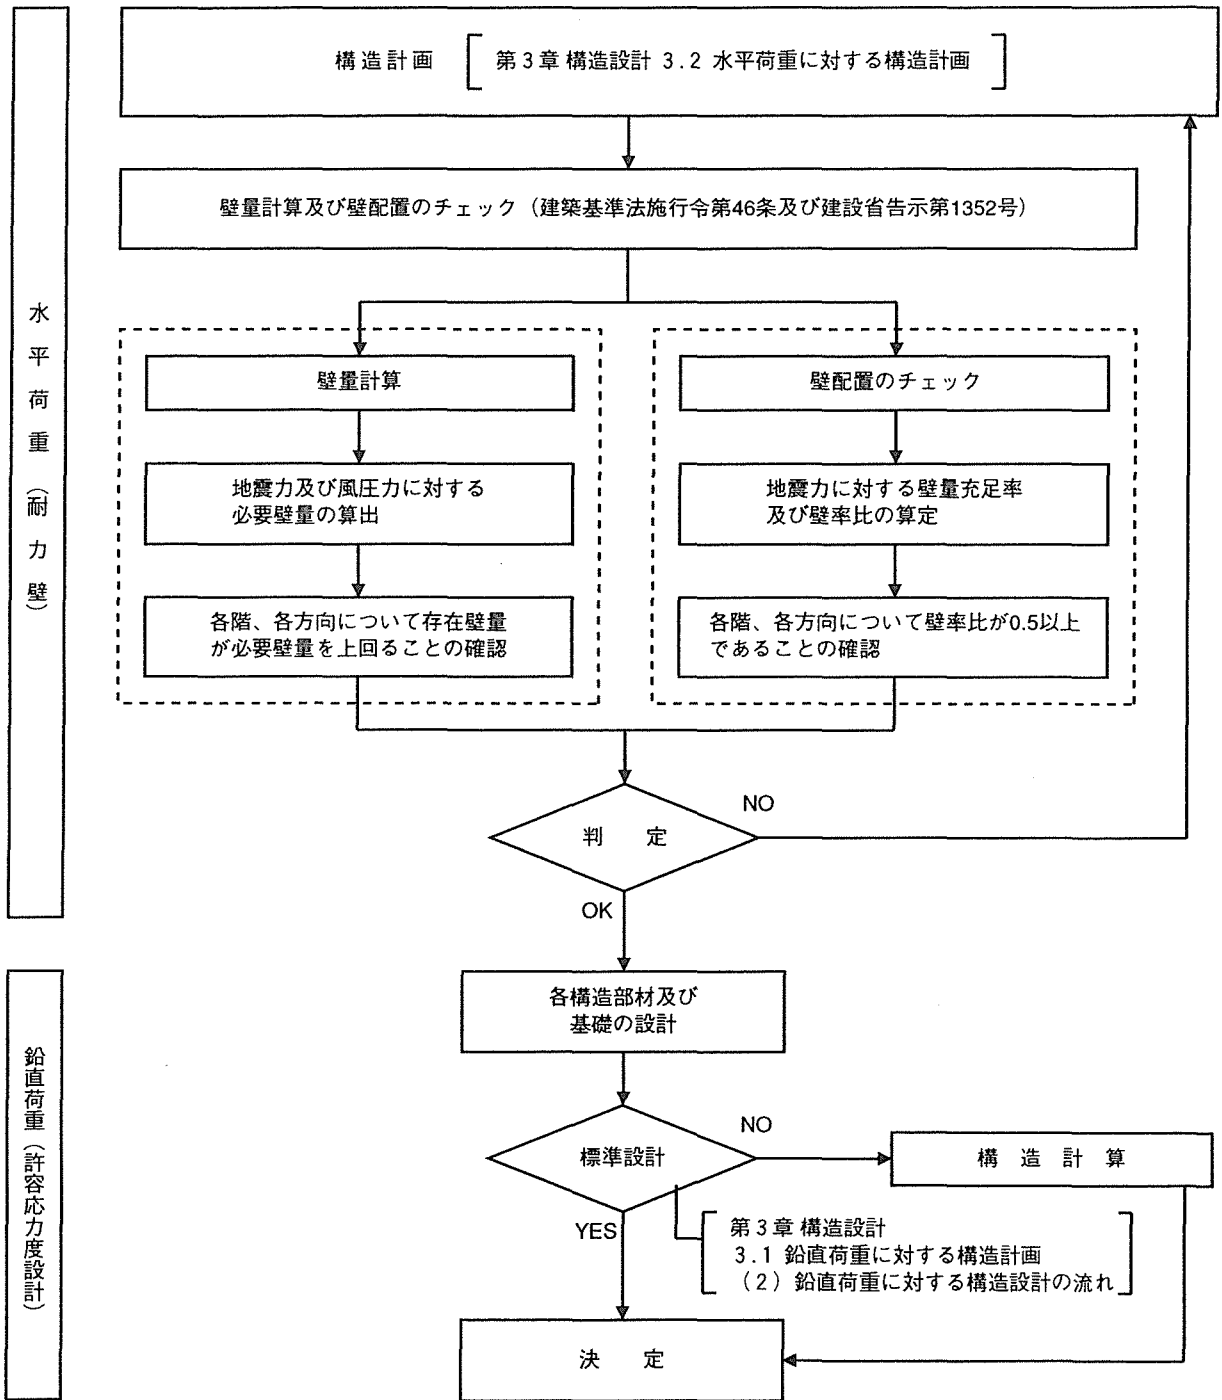 構造計画
第3章 構造設計 3.2 水平荷重に対する構造計画
壁量計算及び壁配置のチェック（建築基準法施行令第46条及び建設省告示第1352号）
水平荷重（耐力壁）
壁量計算
壁配置のチェック
地震力及び風圧力に対する
必要壁量の算出
地震力に対する壁量充足率
及び壁率比の算定
各階、各方向について存在壁量
が必要壁量を上回ることの確認
各階、各方向について壁率比が0.5以上
であることの確認
判定
NO
OK
鉛直荷重（許容応力度設計）
各構造部材及び
基礎の設計
標準設計
NO
構造計算
YES
第3章 構造設計
3.1 鉛直荷重に対する構造計画
（2）鉛直荷重に対する構造設計の流れ
決定